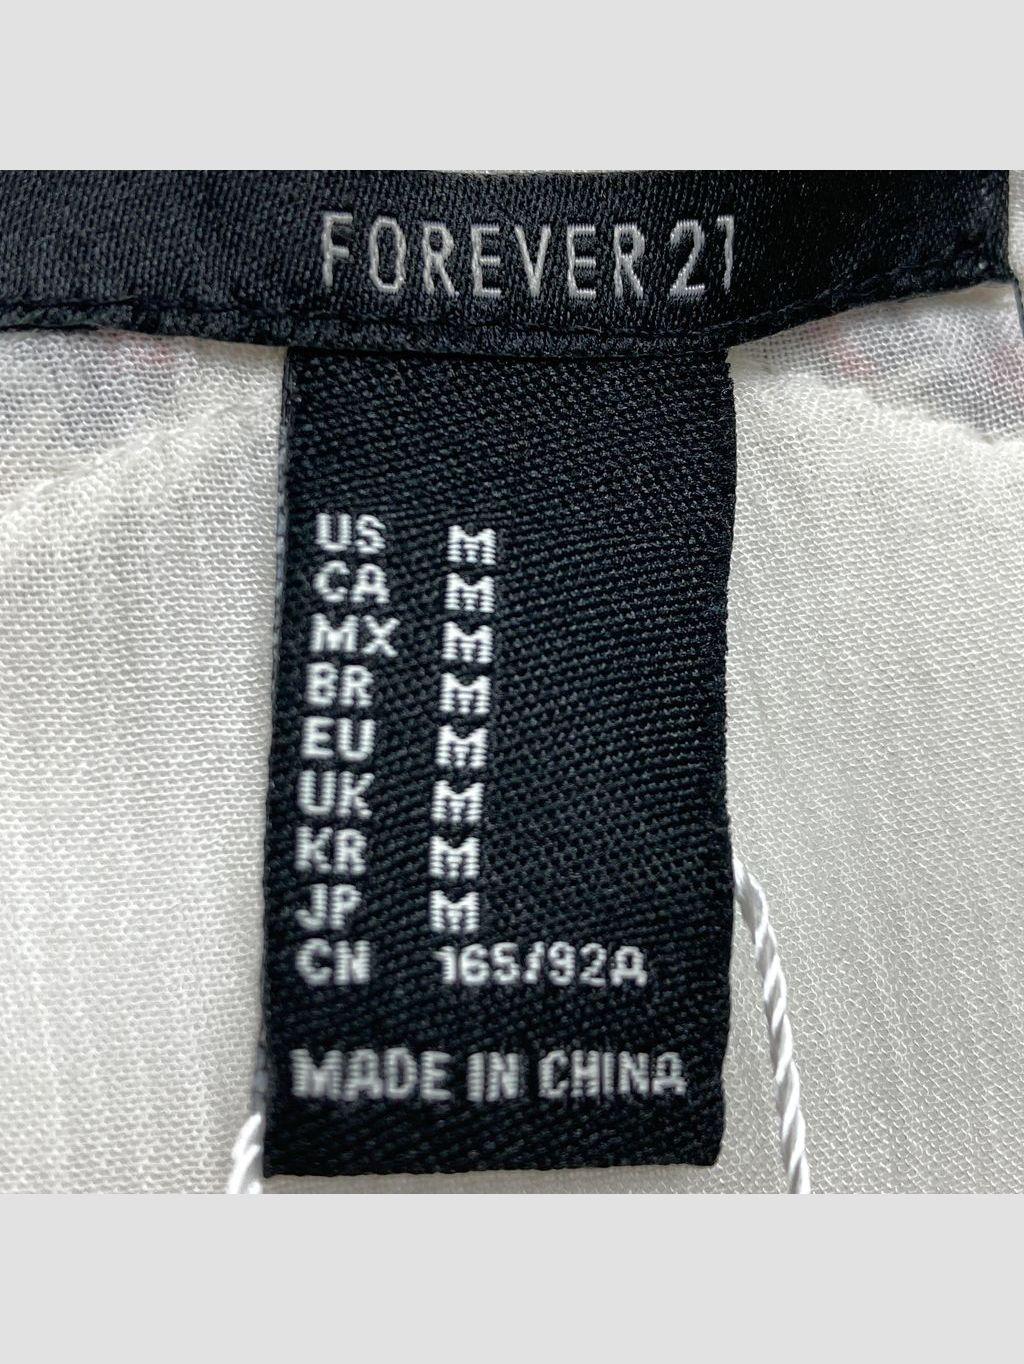 FOREVER 21
US M
CA M
MX M
BR M
EU M
UK M
KR M
JP M
CN 165/92A
MADE IN CHINA